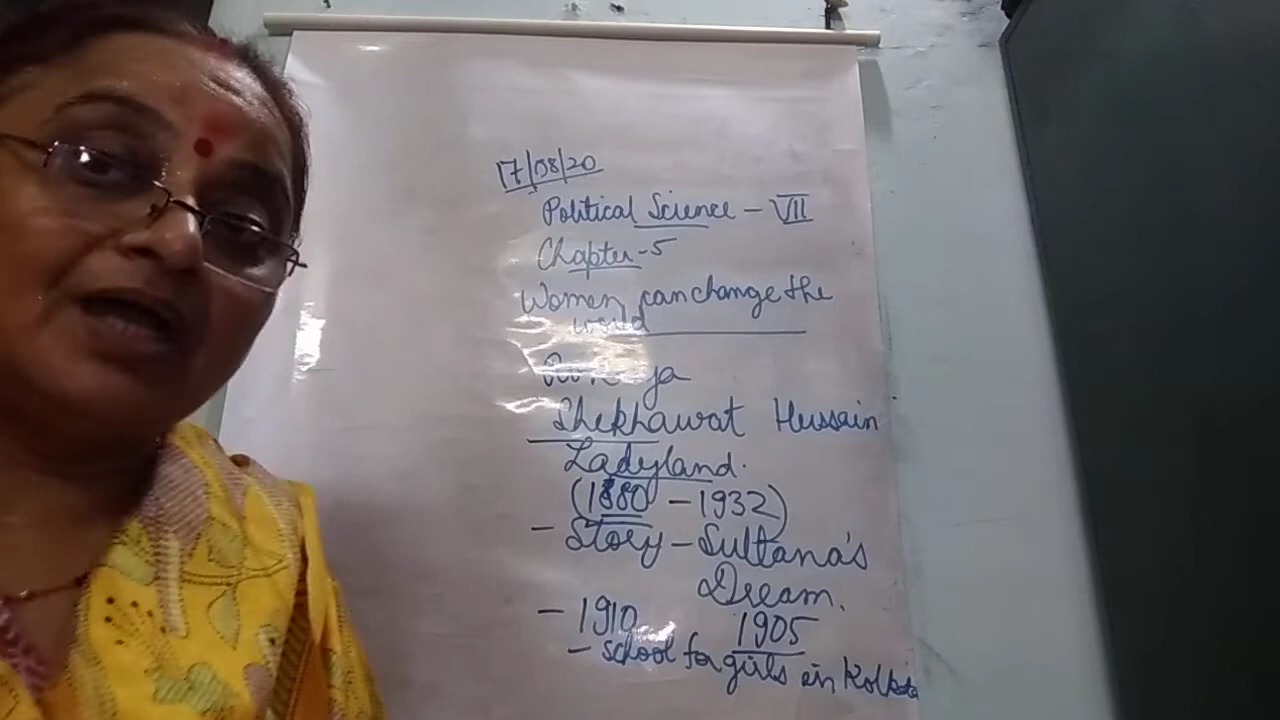 17/08/20
Political Science - VII
Chapter-5
Women can change the
world
Shekhawat Hussain
Ladyland.
(1880 - 1932)
- Story - Sultana's
Dream.
- 1910 1905
- school for girls in Kolkata